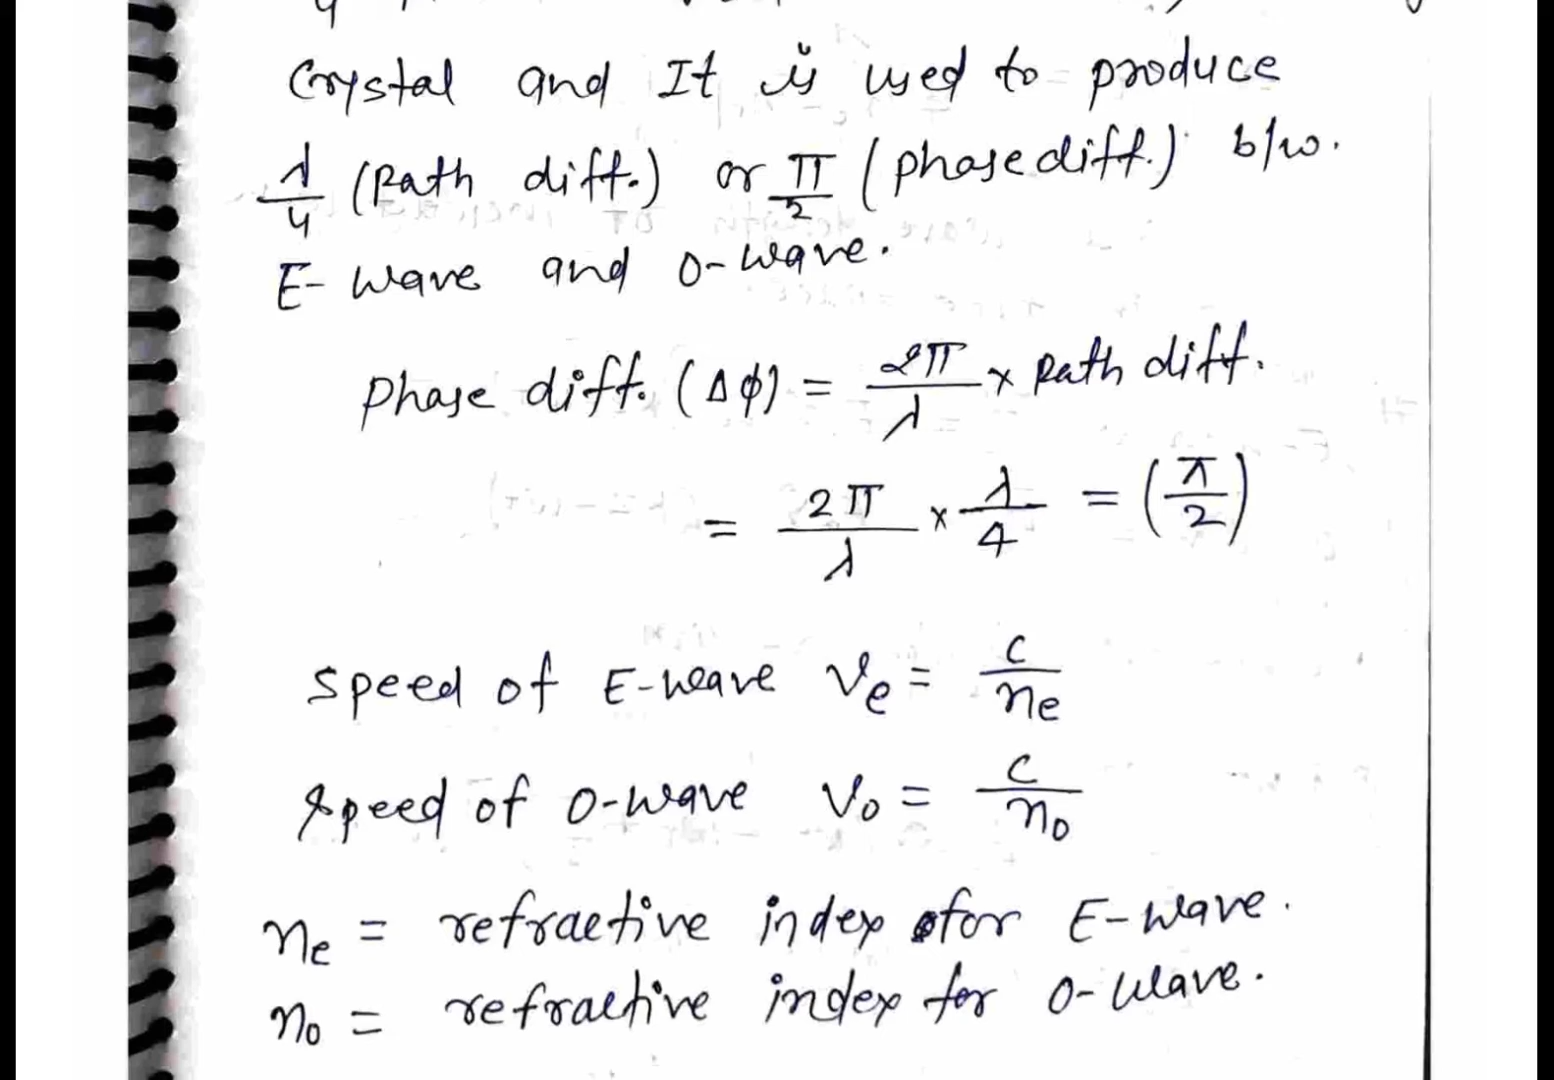 Crystal and It is used to produce
λ/4 (Path diff.) or π/2 (phase diff.) b/w.
E- wave and O-wave.
Phase diff. (Δϕ) = 2π/λ × Path diff.
= 2π/λ × λ/4 = (π/2)
Speed of E-wave Ve = c/ne
Speed of O-wave Vo = c/no
ne = refractive index for E-wave.
no = refractive index for O-wave.